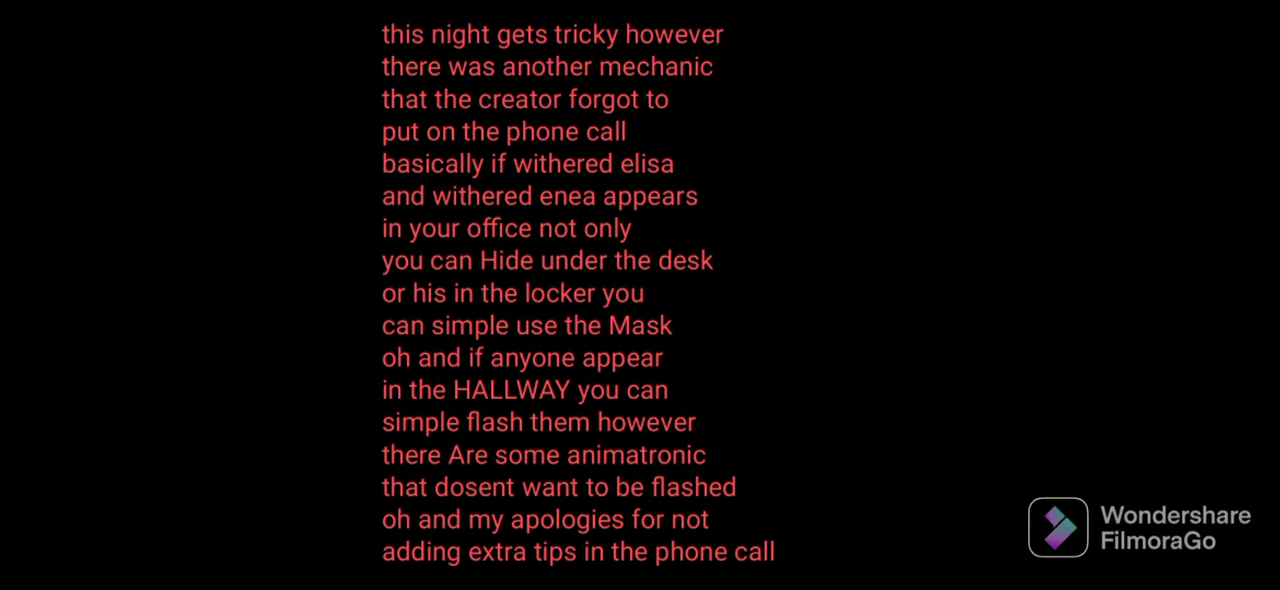 this night gets tricky however
there was another mechanic
that the creator forgot to
put on the phone call
basically if withered elisa
and withered enea appears
in your office not only
you can Hide under the desk
or his in the locker you
can simple use the Mask
oh and if anyone appear
in the HALLWAY you can
simple flash them however
there Are some animatronic
that dosent want to be flashed
oh and my apologies for not
adding extra tips in the phone call
Wondershare
FilmoraGo